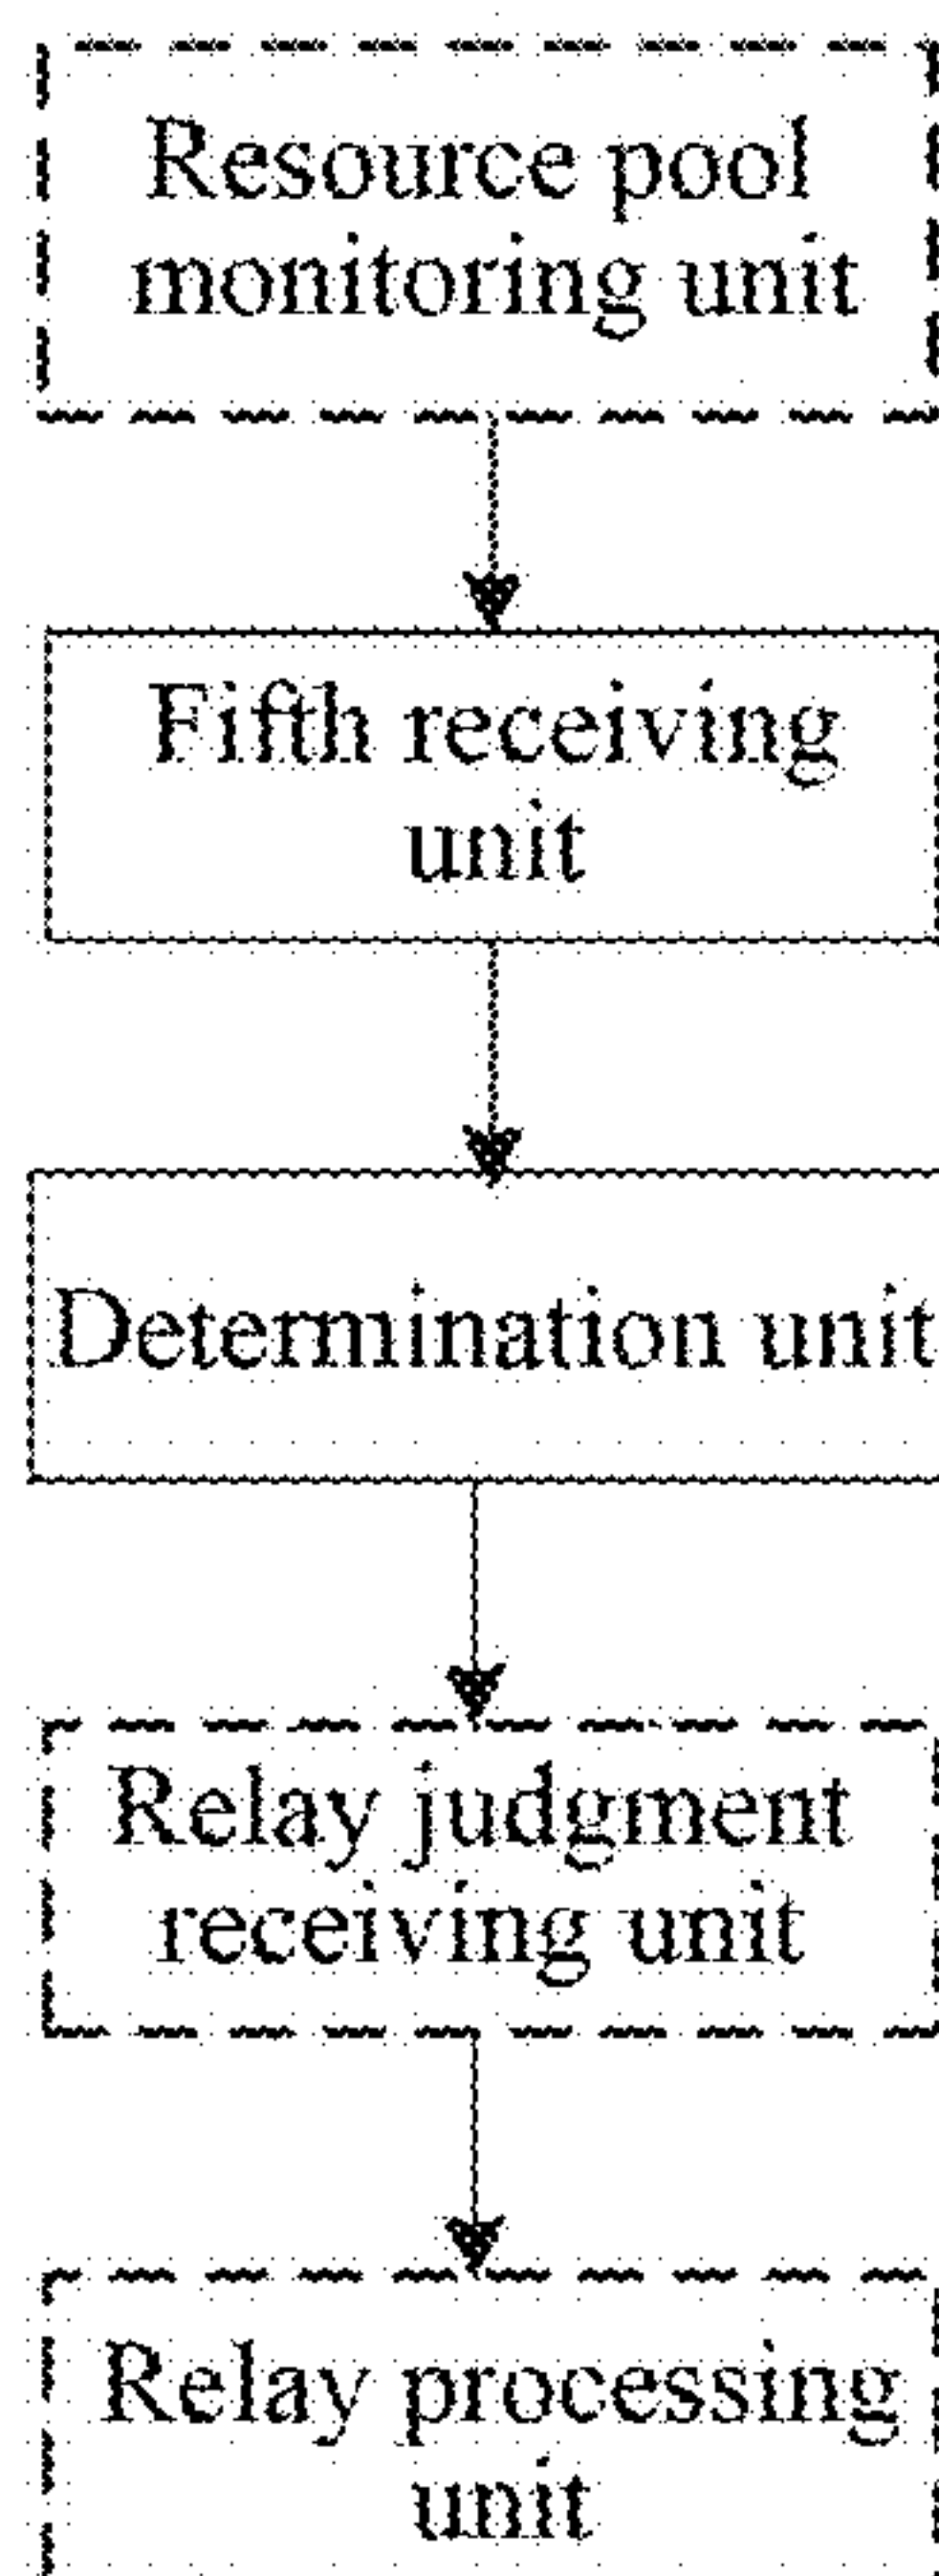 Resource pool
monitoring unit
Fifth receiving
unit
Determination unit
Relay judgment
receiving unit
Relay processing
unit